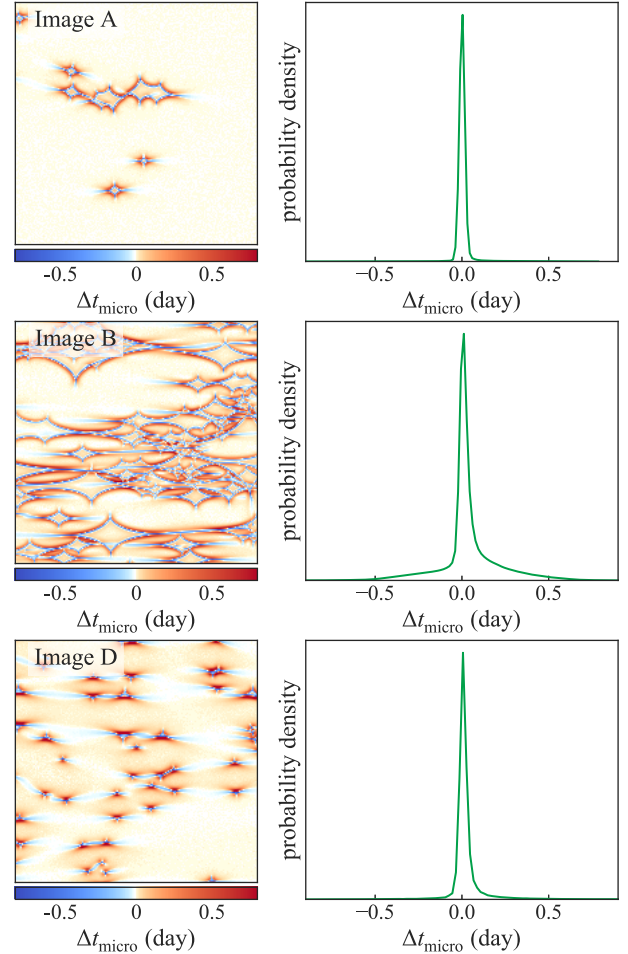 Image A
probability density
-0.5 0 0.5
Δt_micro (day)
−0.5 0.0 0.5
Δt_micro (day)
Image B
probability density
-0.5 0 0.5
Δt_micro (day)
−0.5 0.0 0.5
Δt_micro (day)
Image D
probability density
-0.5 0 0.5
Δt_micro (day)
−0.5 0.0 0.5
Δt_micro (day)